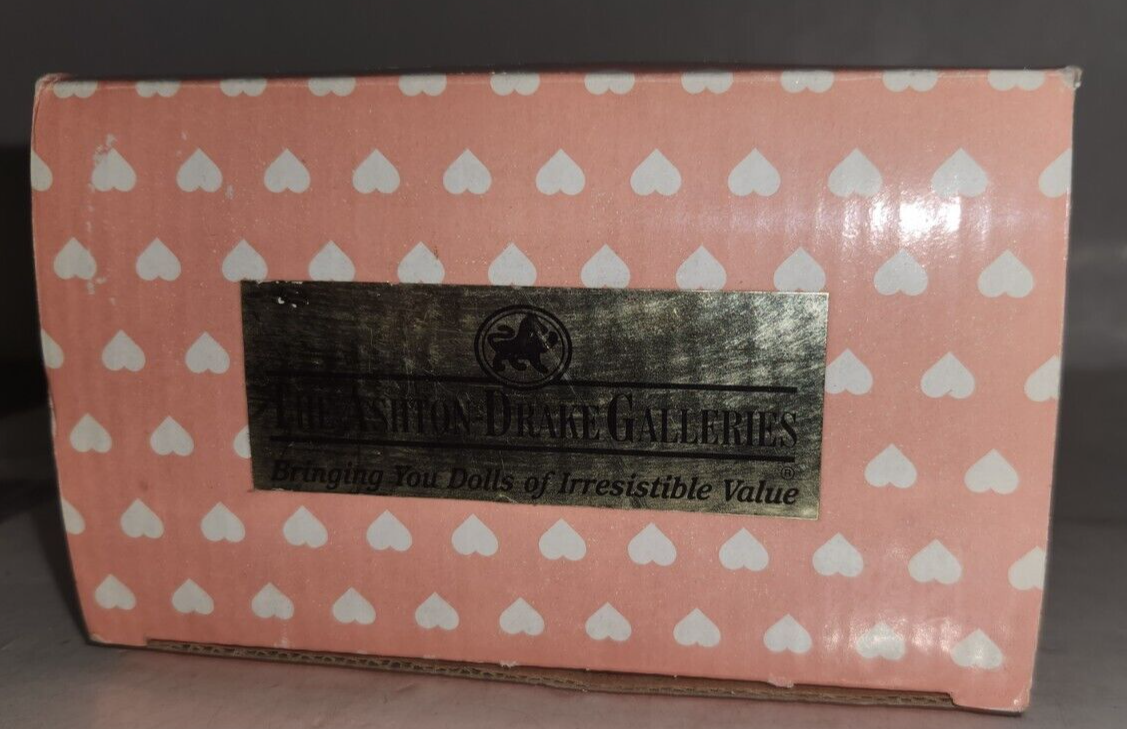 THE ASHTON-DRAKE GALLERIES
®
Bringing You Dolls of Irresistible Value